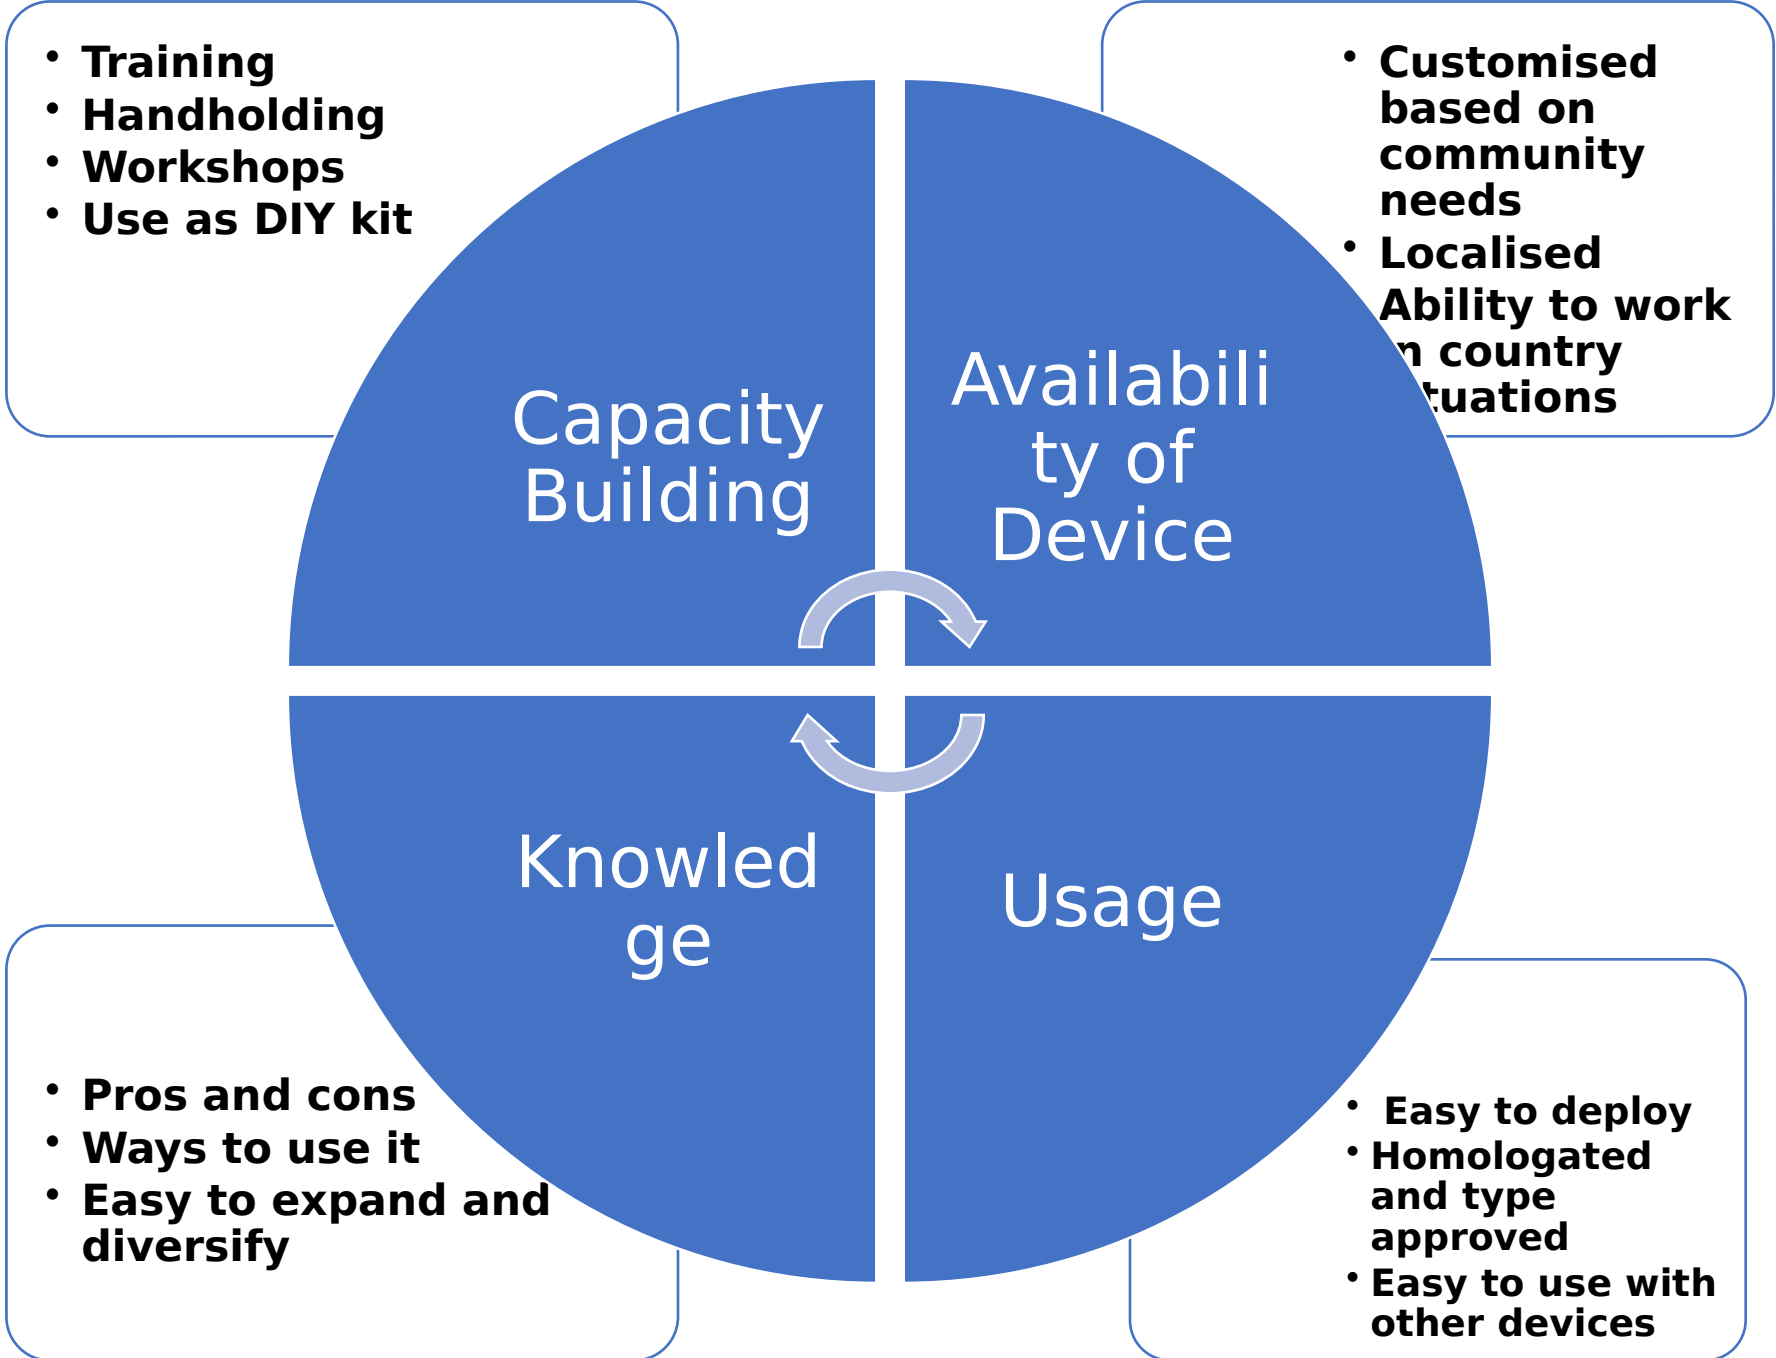 • Training
• Handholding
• Workshops
• Use as DIY kit
• Customised
based on
community
needs
• Localised
Ability to work
n country
tuations
Capacity
Building
Availabili
ty of
Device
Knowled
ge
Usage
• Pros and cons
• Ways to use it
• Easy to expand and
diversify
• Easy to deploy
• Homologated
and type
approved
• Easy to use with
other devices